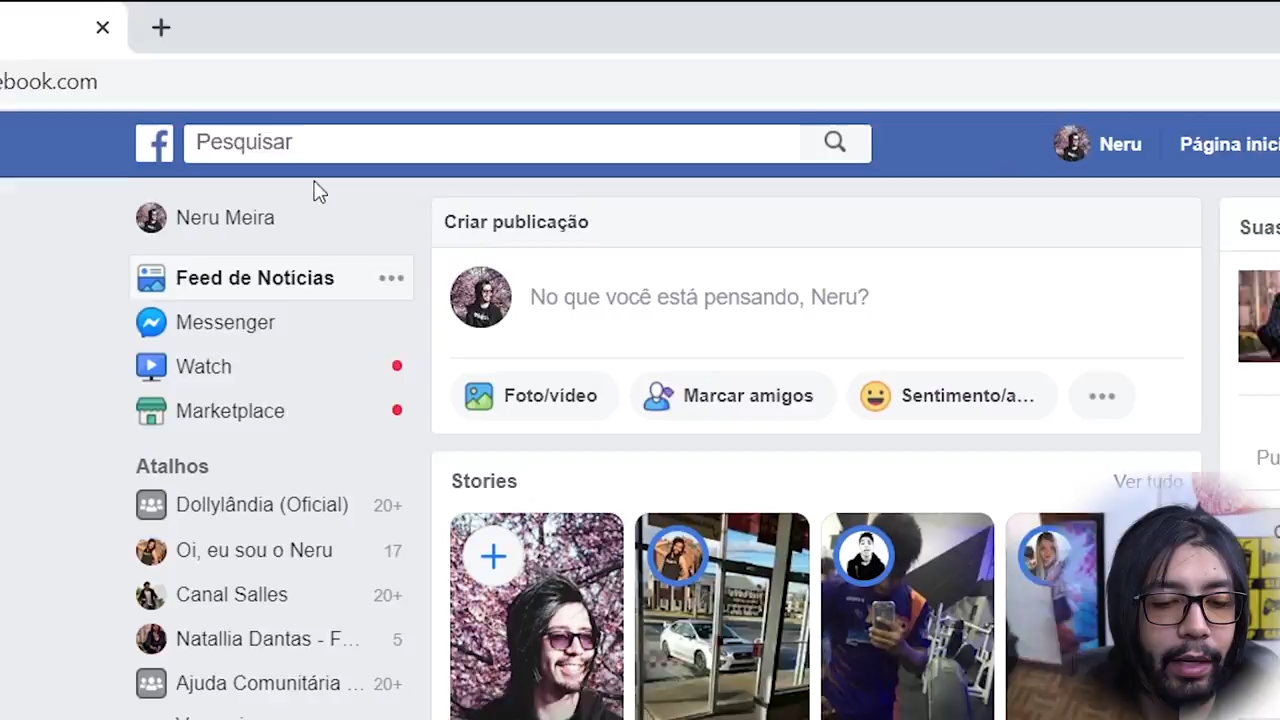 ebook.com
Pesquisar
Neru
Página inici
Neru Meira
Feed de Notícias
Messenger
Watch
Marketplace
Atalhos
Dollylândia (Oficial) 20+
Oi, eu sou o Neru 17
Canal Salles 20+
Natallia Dantas - F... 5
Ajuda Comunitária ... 20+
Criar publicação
No que você está pensando, Neru?
Foto/vídeo
Marcar amigos
Sentimento/a...
Stories
Ver tudo
Suas
Pu